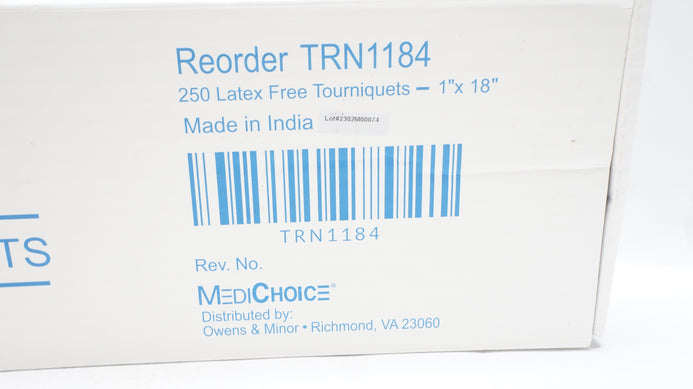 Reorder TRN1184
250 Latex Free Tourniquets – 1"x 18"
Made in India Lot#2302M00074
TRN1184
TS
Rev. No.
MEDICHOICE®
Distributed by:
Owens & Minor • Richmond, VA 23060